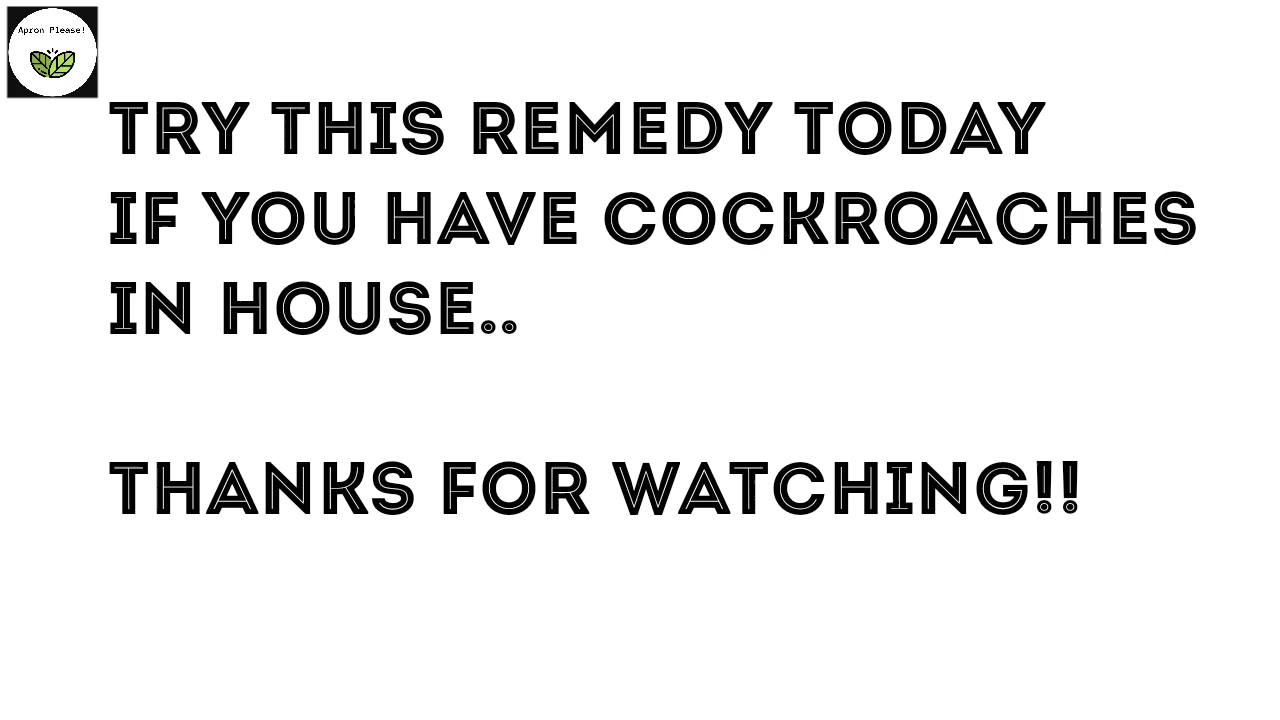 Apron Please!
TRY THIS REMEDY TODAY
IF YOU HAVE COCKROACHES
IN HOUSE..
THANKS FOR WATCHING!!